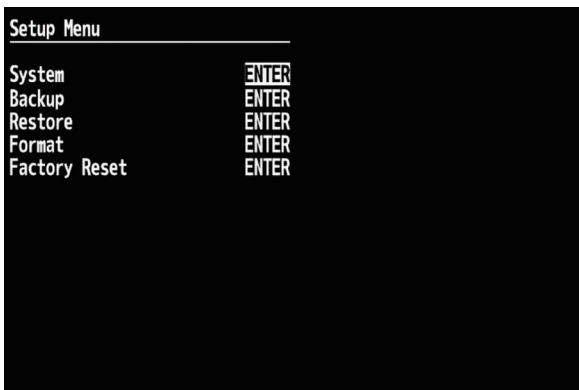 Setup Menu
System ENTER
Backup ENTER
Restore ENTER
Format ENTER
Factory Reset ENTER